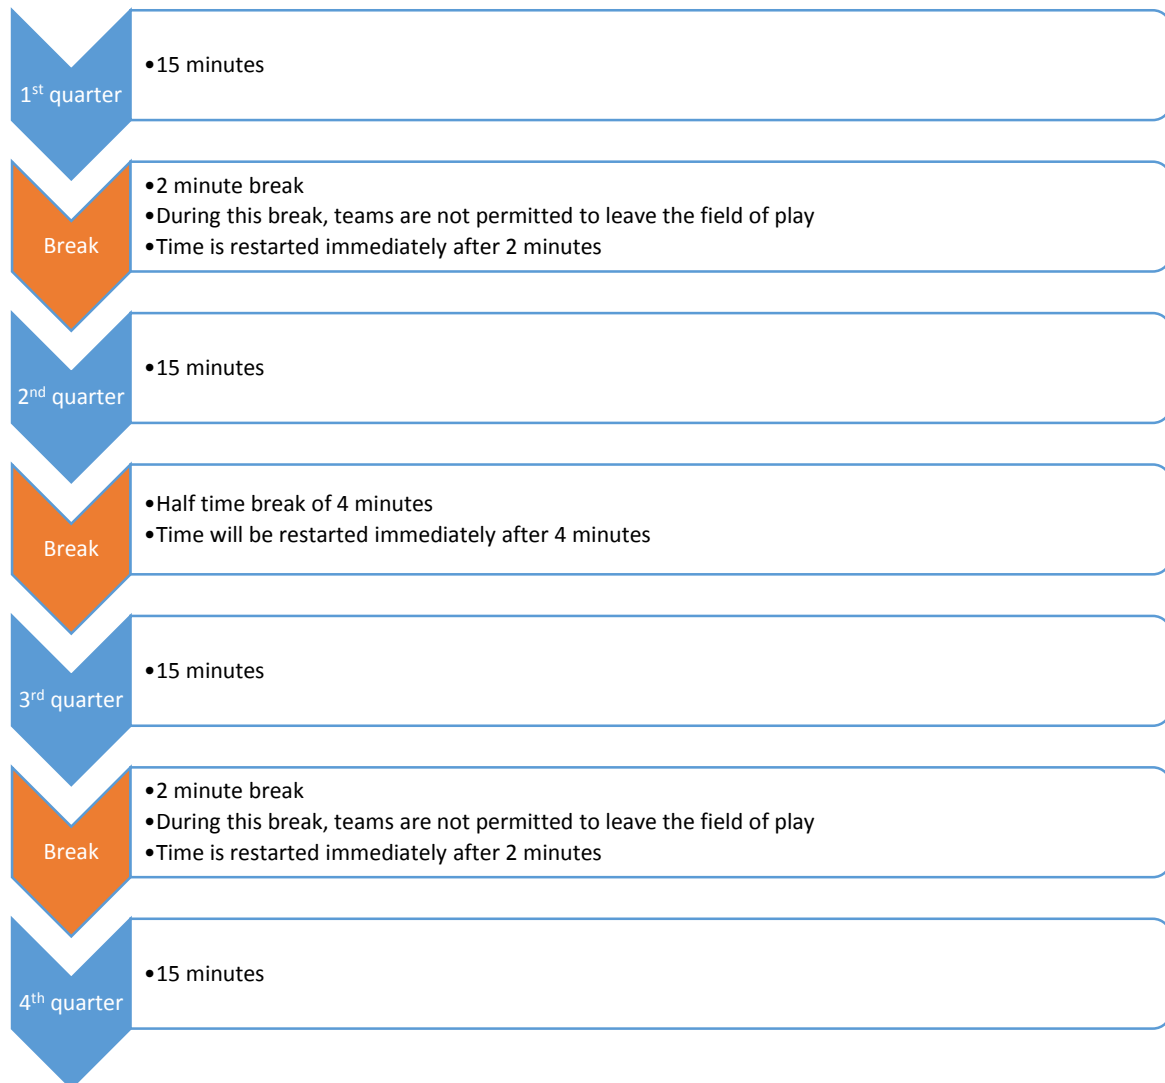 1st quarter
•15 minutes
Break
•2 minute break
•During this break, teams are not permitted to leave the field of play
•Time is restarted immediately after 2 minutes
2nd quarter
•15 minutes
Break
•Half time break of 4 minutes
•Time will be restarted immediately after 4 minutes
3rd quarter
•15 minutes
Break
•2 minute break
•During this break, teams are not permitted to leave the field of play
•Time is restarted immediately after 2 minutes
4th quarter
•15 minutes